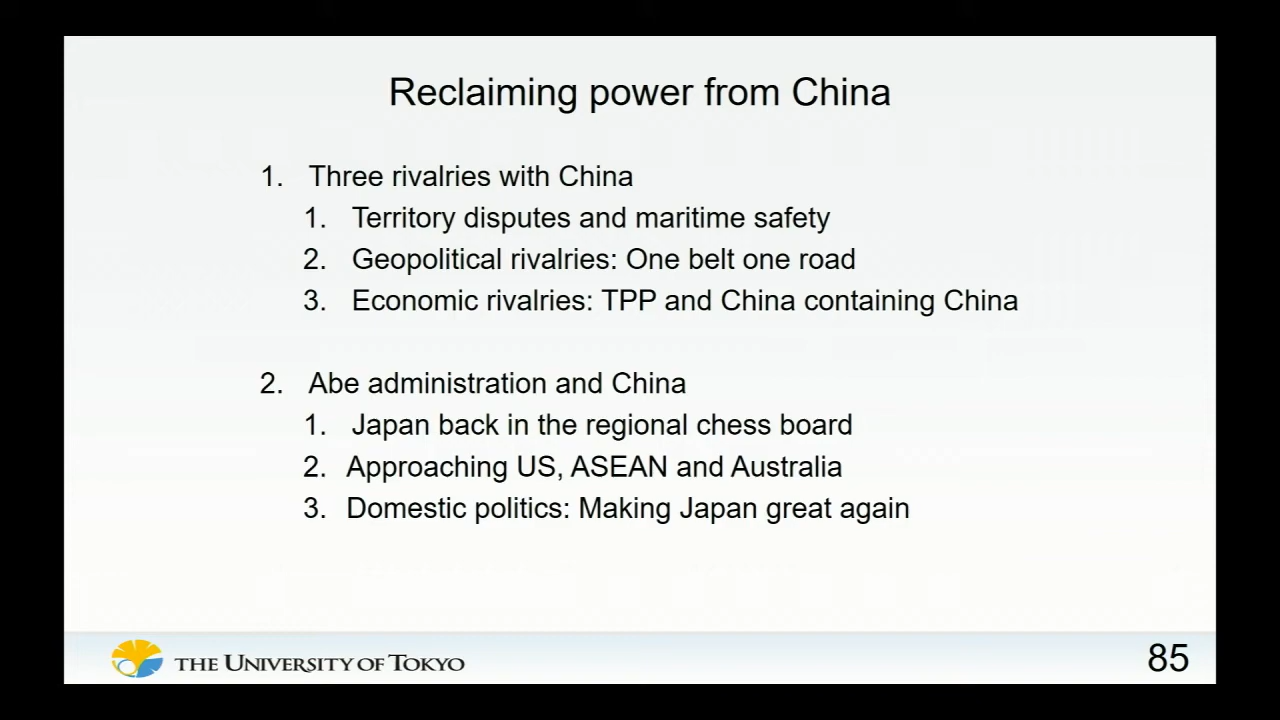 Reclaiming power from China
1. Three rivalries with China
1. Territory disputes and maritime safety
2. Geopolitical rivalries: One belt one road
3. Economic rivalries: TPP and China containing China
2. Abe administration and China
1. Japan back in the regional chess board
2. Approaching US, ASEAN and Australia
3. Domestic politics: Making Japan great again
THE UNIVERSITY OF TOKYO
85